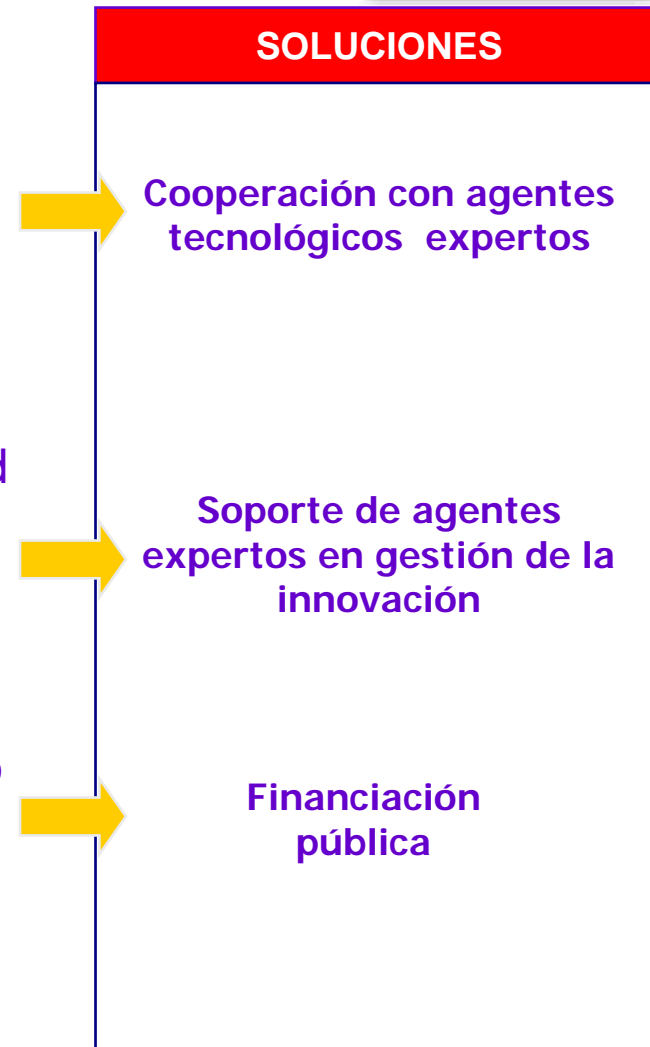 SOLUCIONES
Cooperación con agentes
tecnológicos expertos
Soporte de agentes
expertos en gestión de la
innovación
Financiación
pública